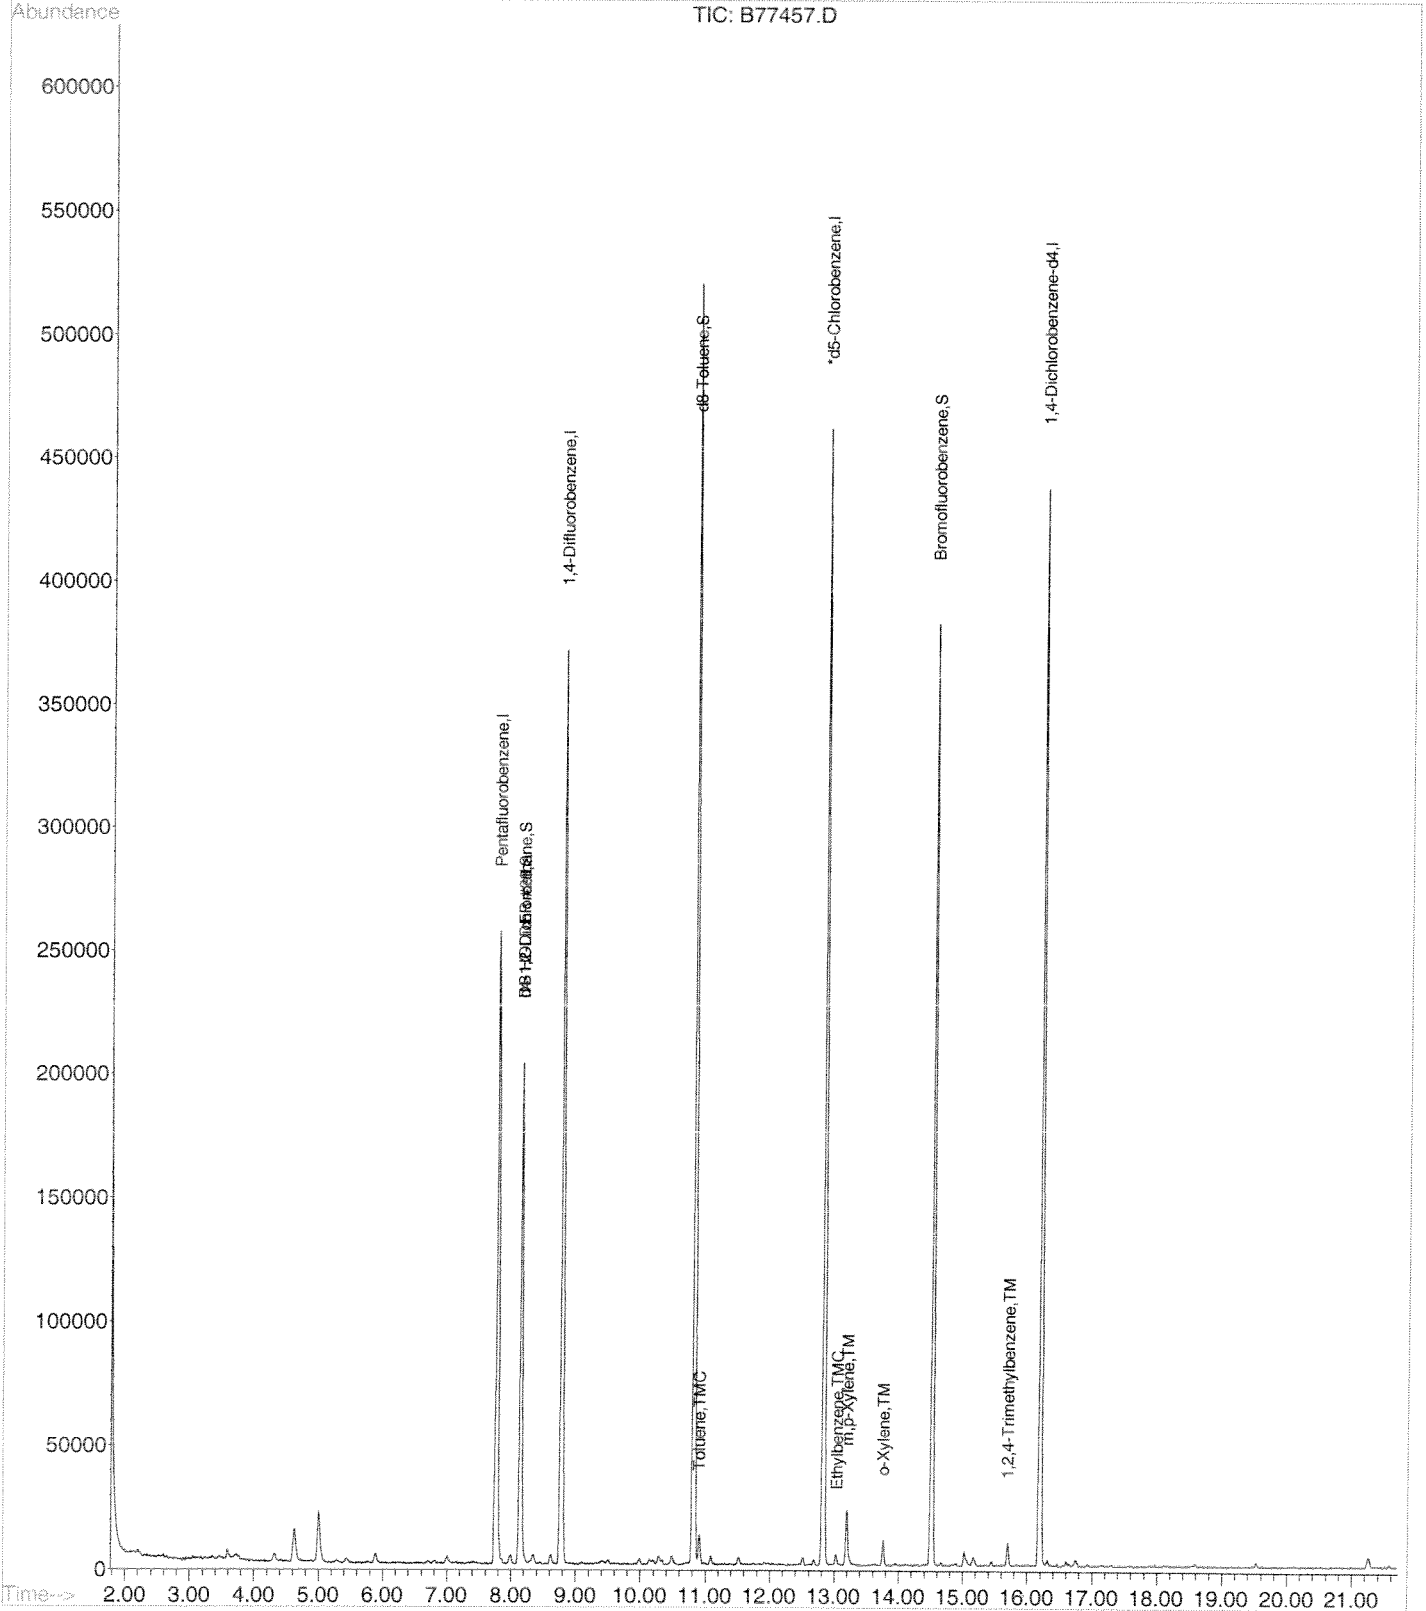 Abundance
TIC: B77457.D
600000
550000
500000
450000
400000
350000
300000
250000
200000
150000
100000
50000
0
Pentafluorobenzene,I
1,4-Difluorobenzene,I
d8-Toluene,S
Toluene,TMC
*d5-Chlorobenzene,I
Ethylbenzene,TMC
m,p-Xylene,TM
o-Xylene,TM
Bromofluorobenzene,S
1,2,4-Trimethylbenzene,TM
1,4-Dichlorobenzene-d4,I
Time-->
2.00 3.00 4.00 5.00 6.00 7.00 8.00 9.00 10.00 11.00 12.00 13.00 14.00 15.00 16.00 17.00 18.00 19.00 20.00 21.00